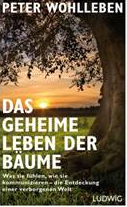 PETER WOHLLEBEN
DAS
GEHEIME
LEBEN DER
BÄUME
Was sie fühlen, wie sie
kommunizieren – die Entdeckung
einer verborgenen Welt
LUDWIG